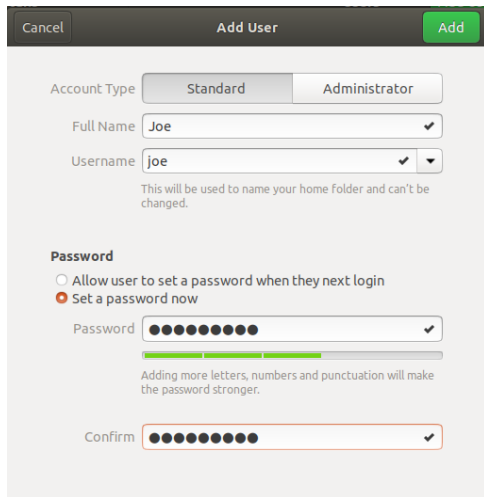 Cancel Add User Add
Account Type Standard Administrator
Full Name Joe
Username joe
This will be used to name your home folder and can't be
changed.
Password
Allow user to set a password when they next login
Set a password now
Password ●●●●●●●●●
Adding more letters, numbers and punctuation will make
the password stronger.
Confirm ●●●●●●●●●